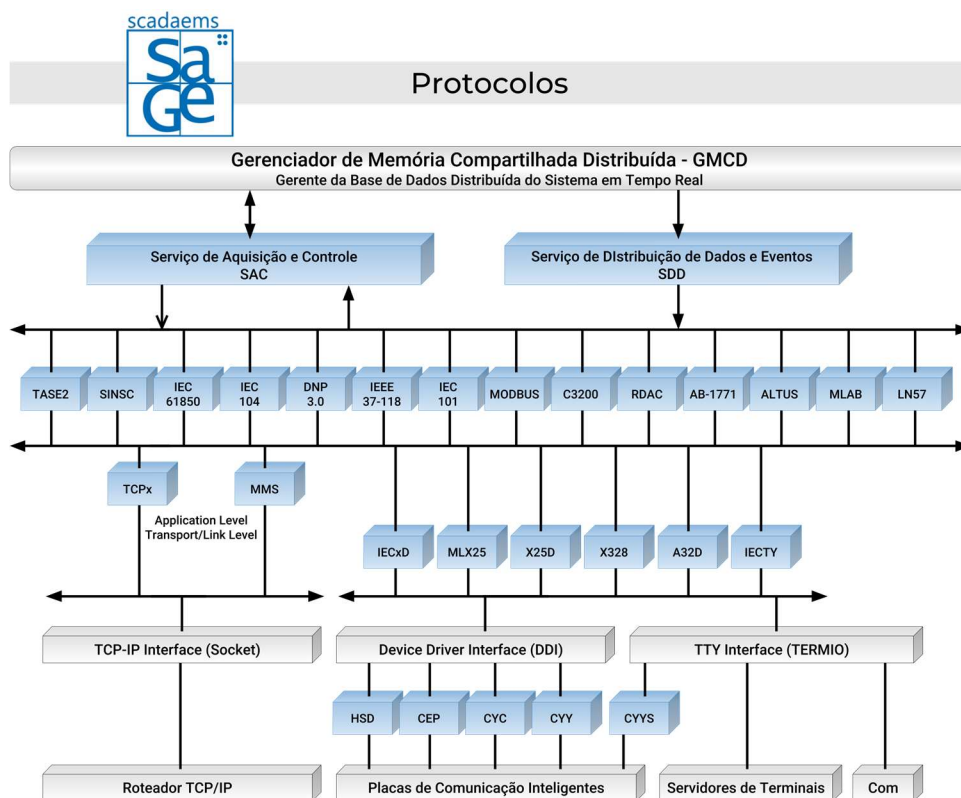 scadaems
SaGe
Protocolos
Gerenciador de Memória Compartilhada Distribuída - GMCD
Gerente da Base de Dados Distribuída do Sistema em Tempo Real
Serviço de Aquisição e Controle
SAC
Serviço de DIstribuição de Dados e Eventos
SDD
TASE2
SINSC
IEC
61850
IEC
104
DNP
3.0
IEEE
37-118
IEC
101
MODBUS
C3200
RDAC
AB-1771
ALTUS
MLAB
LN57
TCPx
MMS
Application Level
Transport/Link Level
IECxD
MLX25
X25D
X328
A32D
IECTY
TCP-IP Interface (Socket)
Device Driver Interface (DDI)
TTY Interface (TERMIO)
HSD
CEP
CYC
CYY
CYYS
Roteador TCP/IP
Placas de Comunicação Inteligentes
Servidores de Terminais
Com